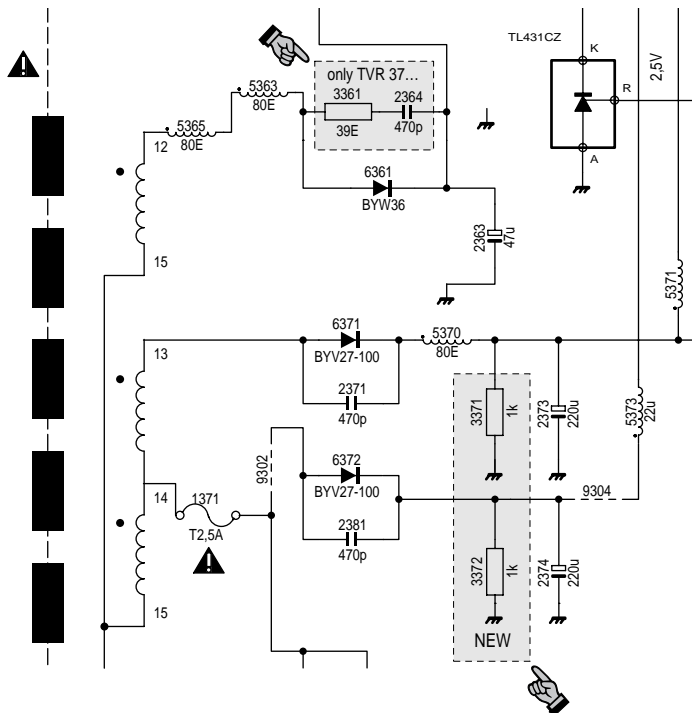 TL431CZ
K
R
A
2,5V
only TVR 37...
3361
39E
2364
470p
5363
80E
5365
80E
12
6361
BYW36
2363
47u
15
5371
13
6371
BYV27-100
2371
470p
5370
80E
3371
1k
2373
220u
5373
22u
9302
6372
BYV27-100
2381
470p
14
1371
T2,5A
9304
3372
1k
2374
220u
15
NEW